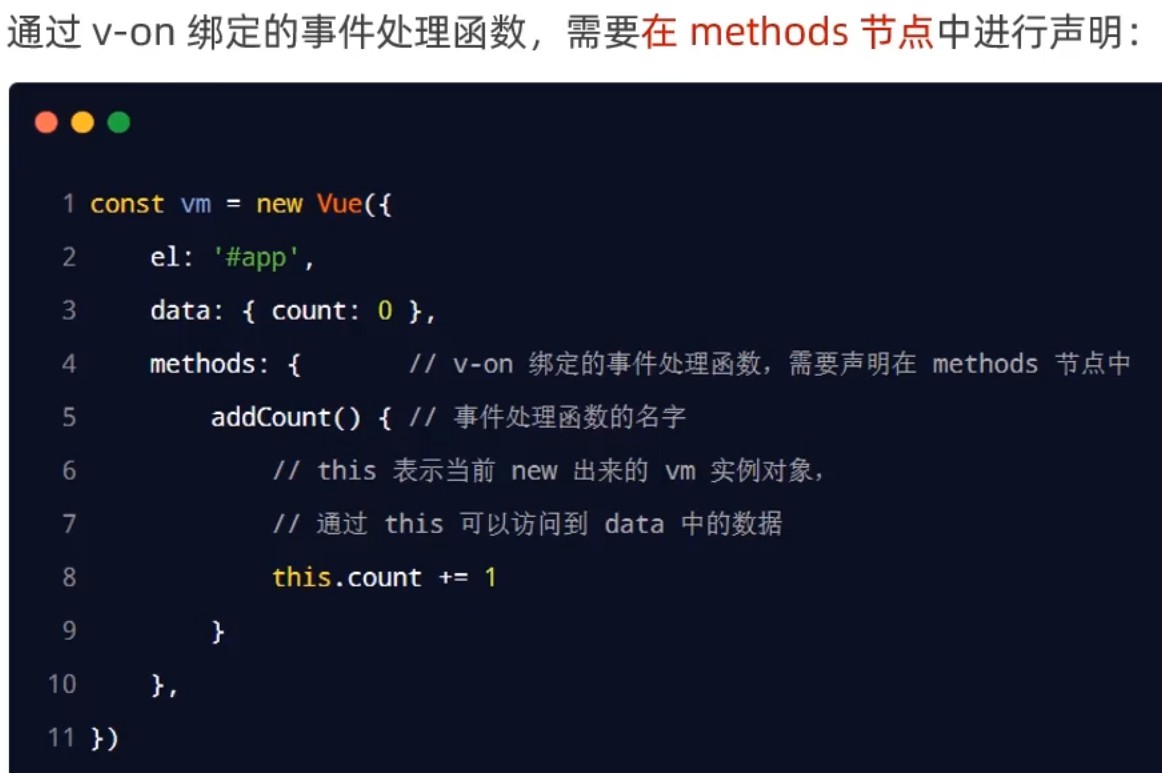 通过 v-on 绑定的事件处理函数，需要在 methods 节点中进行声明：
1 const vm = new Vue({
2     el: '#app',
3     data: { count: 0 },
4     methods: {       // v-on 绑定的事件处理函数，需要声明在 methods 节点中
5         addCount() { // 事件处理函数的名字
6             // this 表示当前 new 出来的 vm 实例对象，
7             // 通过 this 可以访问到 data 中的数据
8             this.count += 1
9         }
10     },
11 })